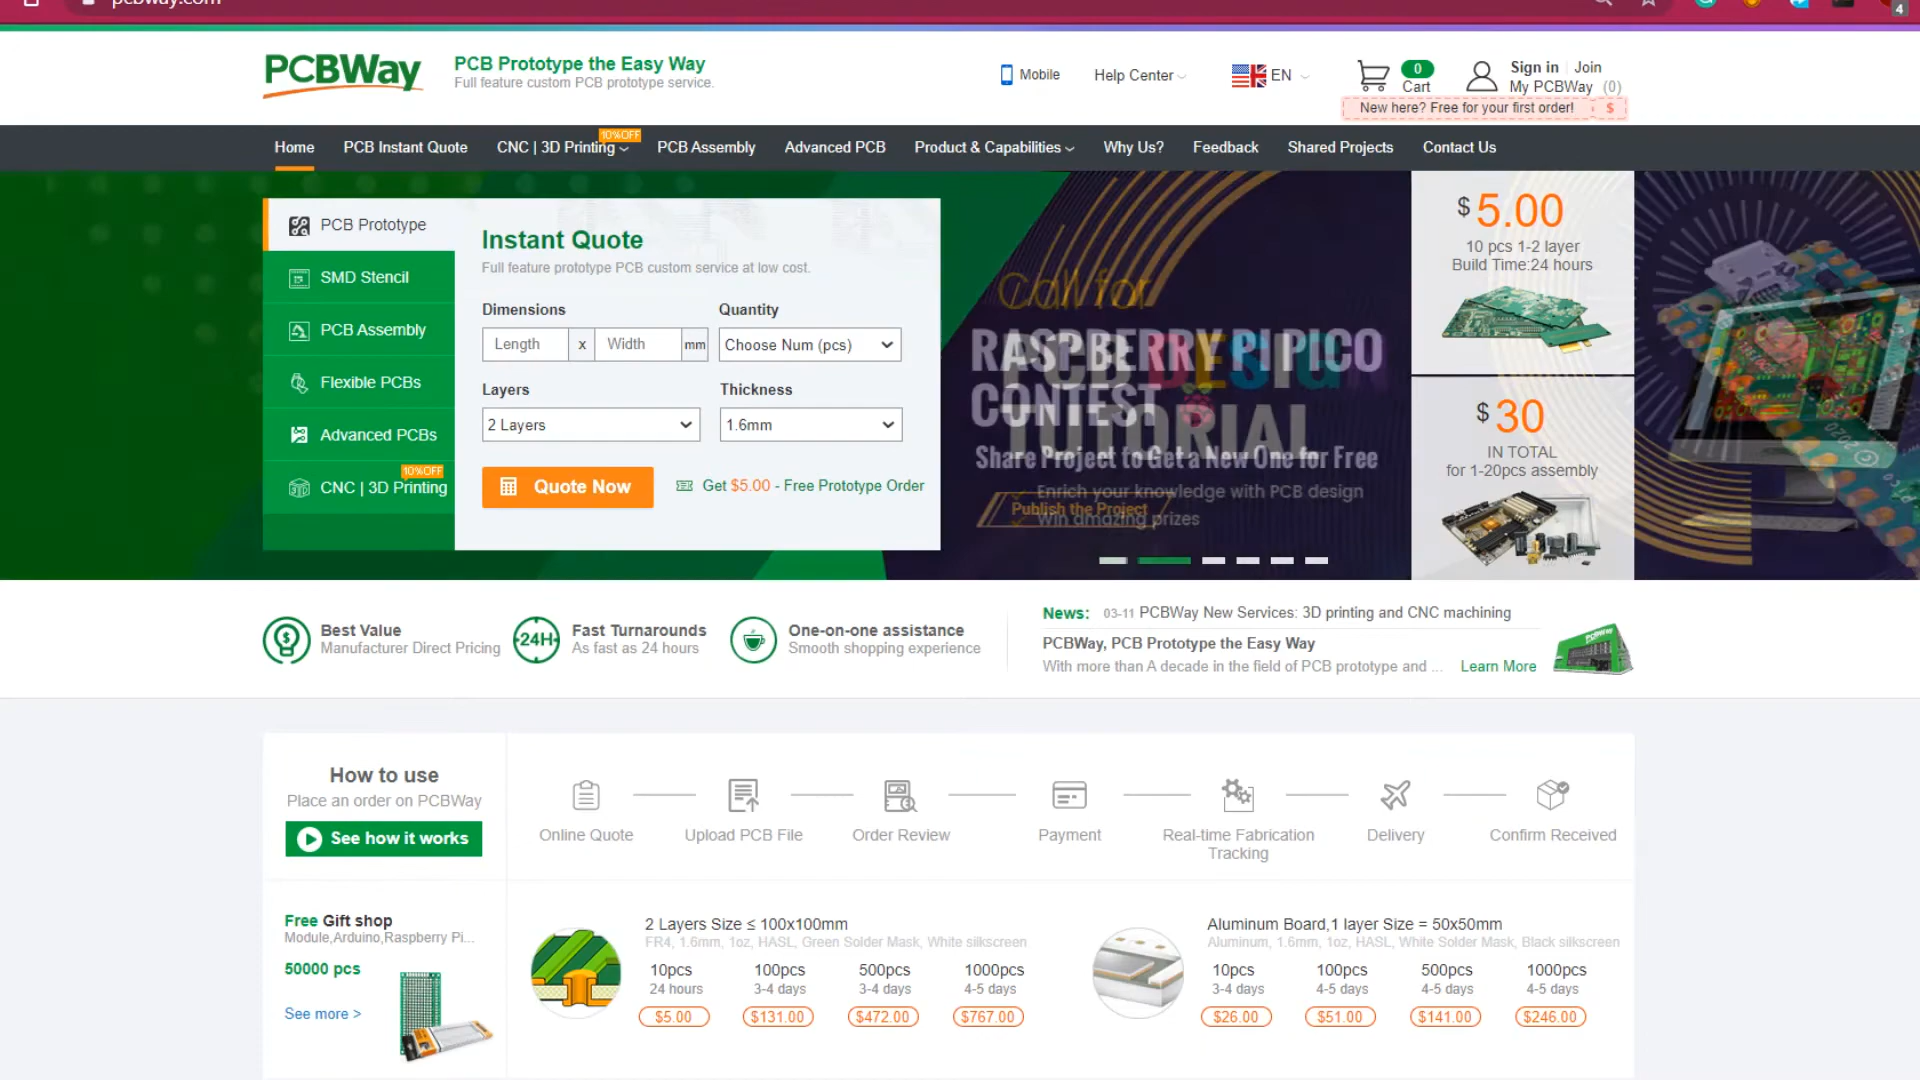 pcbway.com
4
PCBWay
PCB Prototype the Easy Way
Full feature custom PCB prototype service.
Mobile
Help Center
EN
0
Cart
Sign in
Join
My PCBWay (0)
New here? Free for your first order!
$
Home
PCB Instant Quote
CNC | 3D Printing
10%OFF
PCB Assembly
Advanced PCB
Product & Capabilities
Why Us?
Feedback
Shared Projects
Contact Us
PCB Prototype
SMD Stencil
PCB Assembly
Flexible PCBs
Advanced PCBs
10%OFF
CNC | 3D Printing
Instant Quote
Full feature prototype PCB custom service at low cost.
Dimensions
Quantity
Length x Width mm
Choose Num (pcs)
Layers
Thickness
2 Layers
1.6mm
Quote Now
Get $5.00 - Free Prototype Order
Call for
RASPBERRY PI PICO
CONTEST
Share Project to Get a New One for Free
Publish the Project
PCB DESIGN
TUTORIAL
Enrich your knowledge with PCB design
Win amazing prizes
$ 5.00
10 pcs 1-2 layer
Build Time:24 hours
$ 30
IN TOTAL
for 1-20pcs assembly
Best Value
Manufacturer Direct Pricing
24H
Fast Turnarounds
As fast as 24 hours
One-on-one assistance
Smooth shopping experience
News: 03-11 PCBWay New Services: 3D printing and CNC machining
PCBWay, PCB Prototype the Easy Way
With more than A decade in the field of PCB prototype and ... Learn More
PCBWay
How to use
Place an order on PCBWay
See how it works
Online Quote
Upload PCB File
Order Review
Payment
Real-time Fabrication
Tracking
Delivery
Confirm Received
Free Gift shop
Module,Arduino,Raspberry Pi...
50000 pcs
See more >
2 Layers Size ≤ 100x100mm
FR4, 1.6mm, 1oz, HASL, Green Solder Mask, White silkscreen
10pcs 100pcs 500pcs 1000pcs
24 hours 3-4 days 3-4 days 4-5 days
$5.00 $131.00 $472.00 $767.00
Aluminum Board,1 layer Size = 50x50mm
Aluminum, 1.6mm, 1oz, HASL, White Solder Mask, Black silkscreen
10pcs 100pcs 500pcs 1000pcs
3-4 days 4-5 days 4-5 days 4-5 days
$26.00 $51.00 $141.00 $246.00